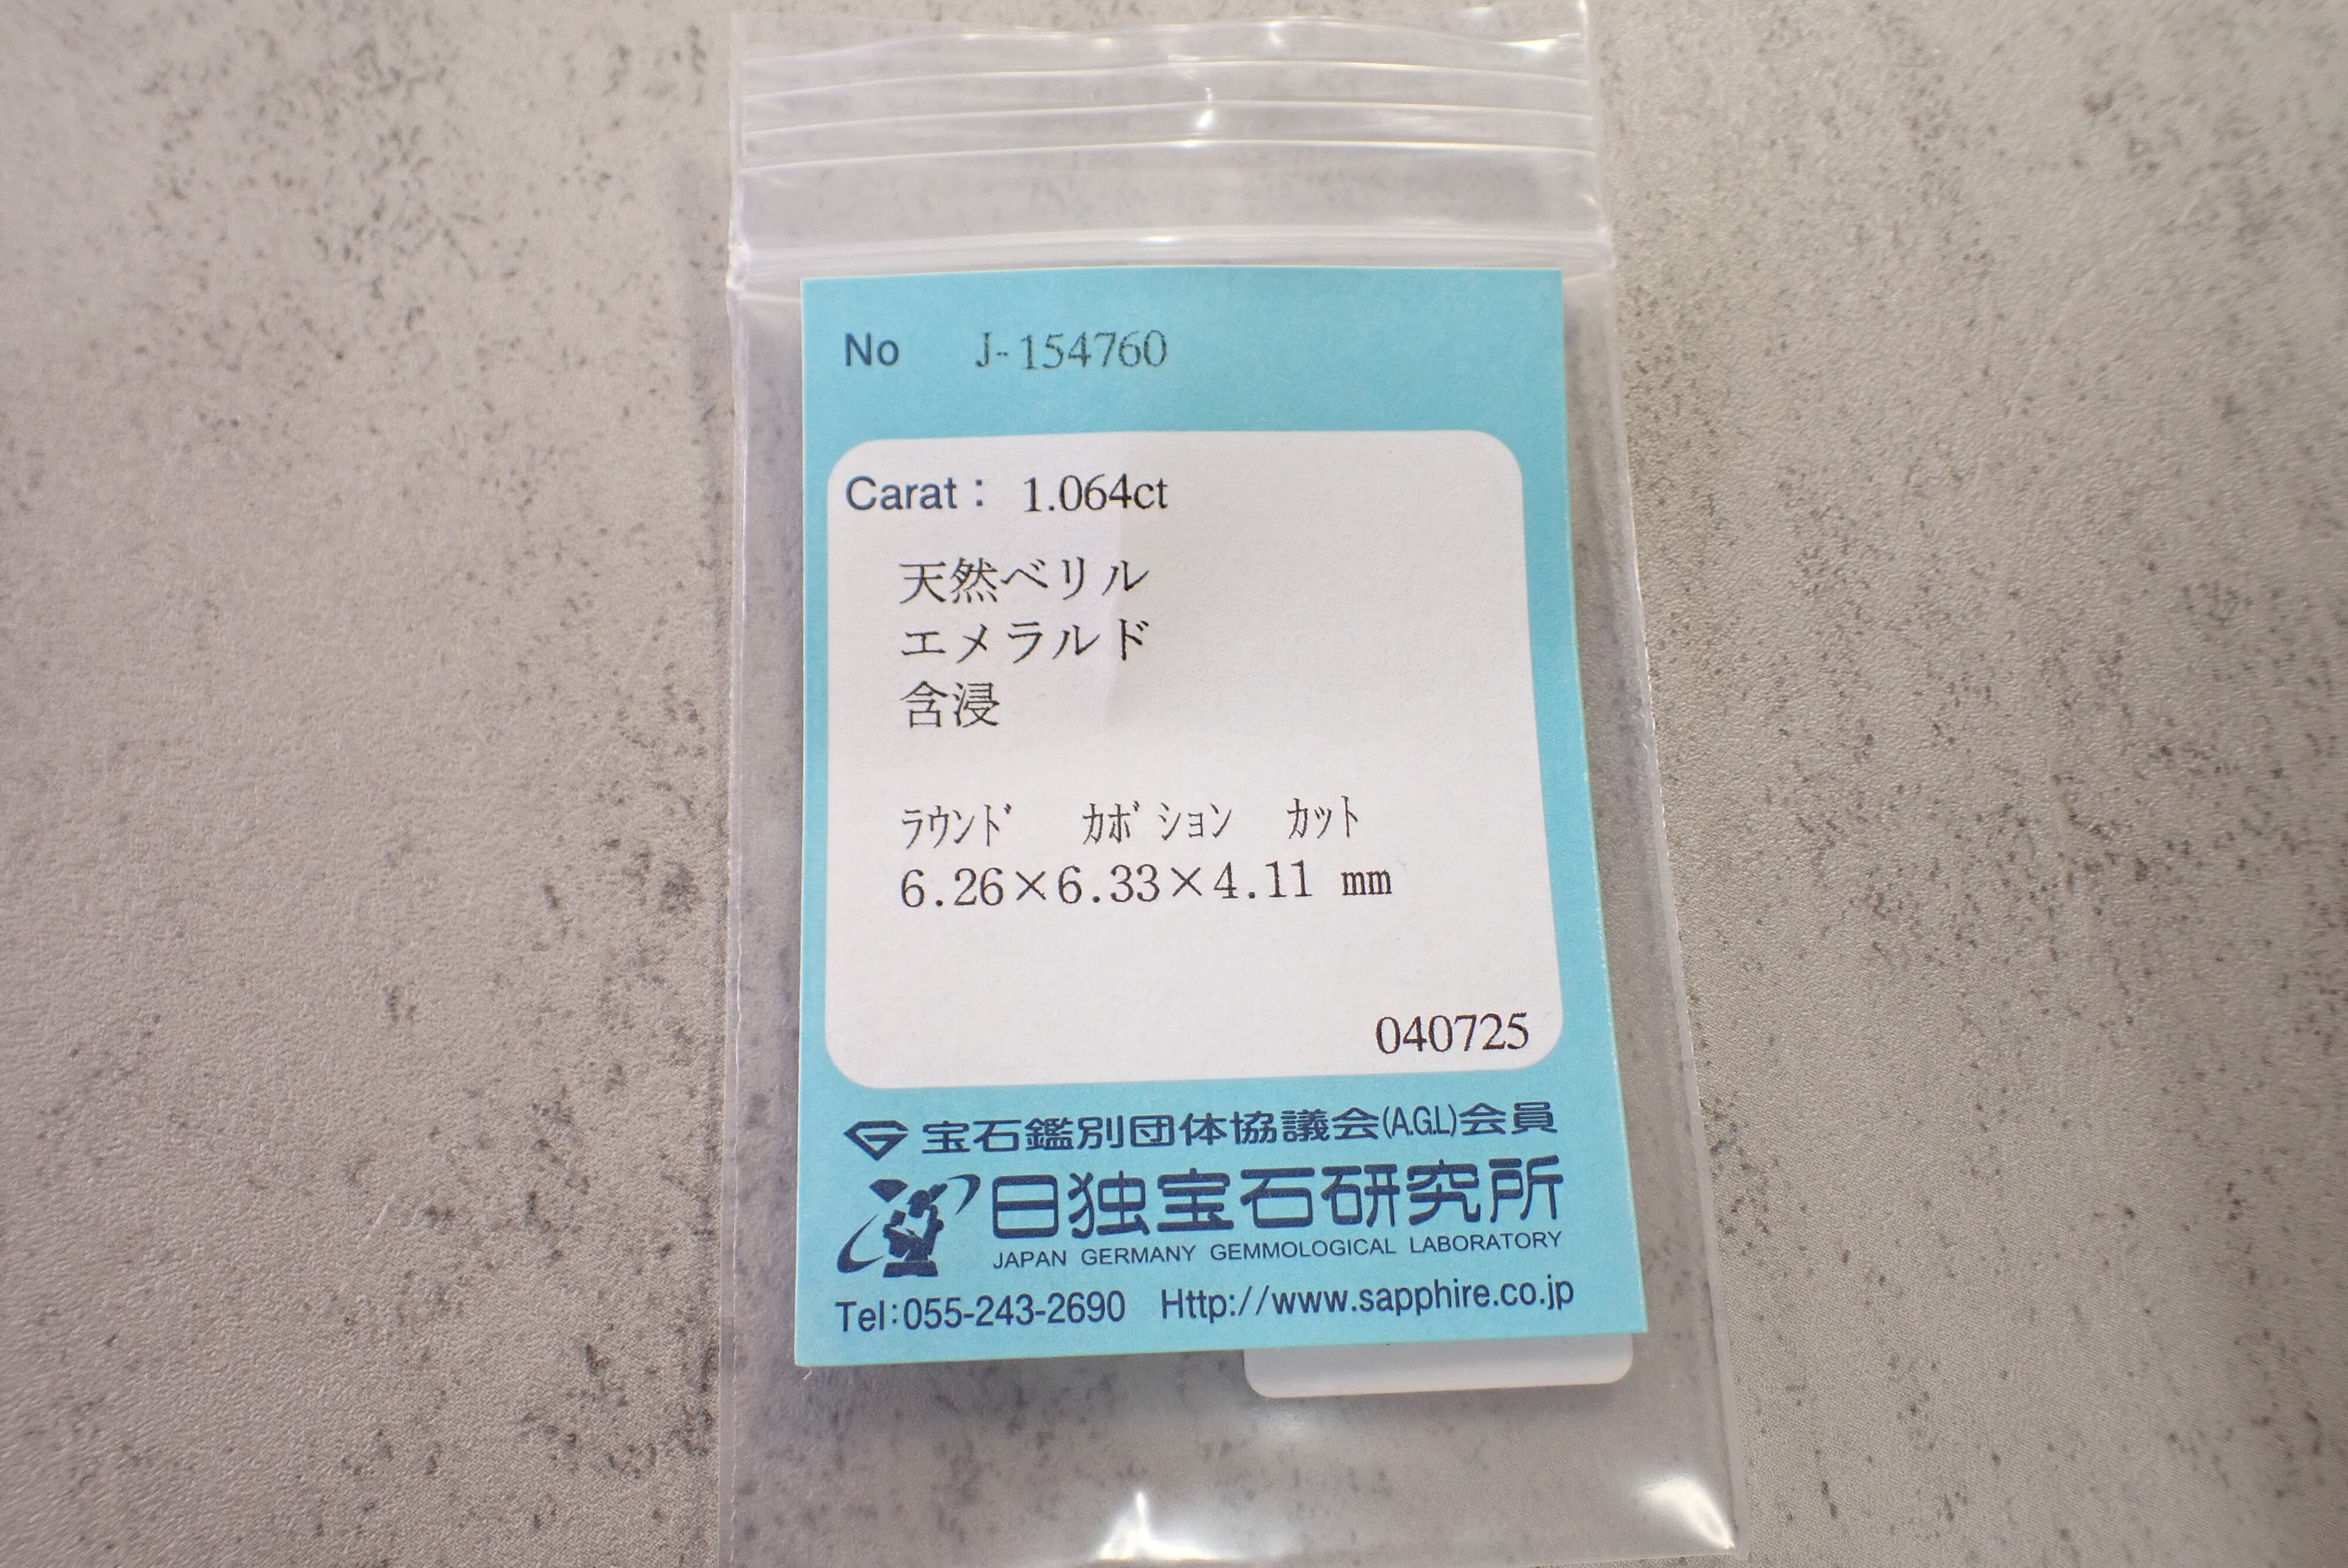 No J-154760
Carat： 1.064ct
天然ベリル
エメラルド
含浸
ﾗｳﾝﾄﾞ ｶﾎﾞｼｮﾝ ｶｯﾄ
6.26×6.33×4.11 mm
040725
宝石鑑別団体協議会(A.G.L)会員
日独宝石研究所
JAPAN GERMANY GEMMOLOGICAL LABORATORY
Tel:055-243-2690 Http://www.sapphire.co.jp